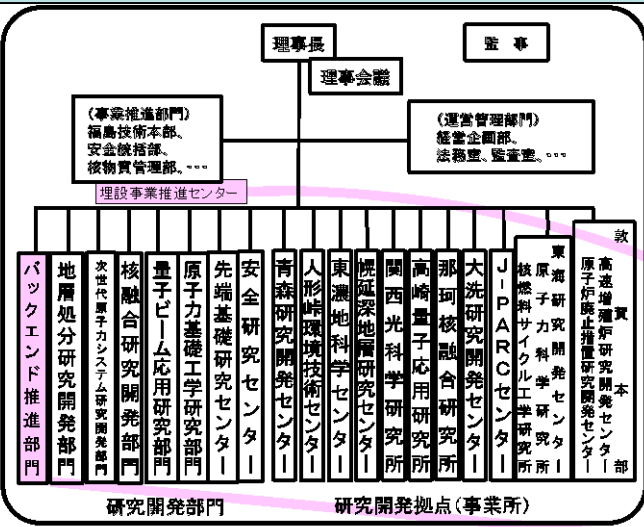 理事長
監 事
理事会議
(事業推進部門)
福島技術本部、
安全統括部、
核物質管理部、・・・
(運営管理部門)
経営企画部、
法務室、監査室、・・・
埋設事業推進センター
バックエンド推進部門
地層処分研究開発部門
次世代原子力システム研究開発部門
核融合研究開発部門
量子ビーム応用研究部門
原子力基礎工学研究部門
先端基礎研究センター
安全研究センター
青森研究開発センター
人形峠環境技術センター
東濃地科学センター
幌延深地層研究センター
関西光科学研究所
高崎量子応用研究所
那珂核融合研究所
大洗研究開発センター
J-PARCセンター
東海研究開発センター
原子力科学研究所
核燃料サイクル工学研究所
敦賀本部
高速増殖炉研究開発センター
原子炉廃止措置研究開発センター
研究開発部門
研究開発拠点(事業所)